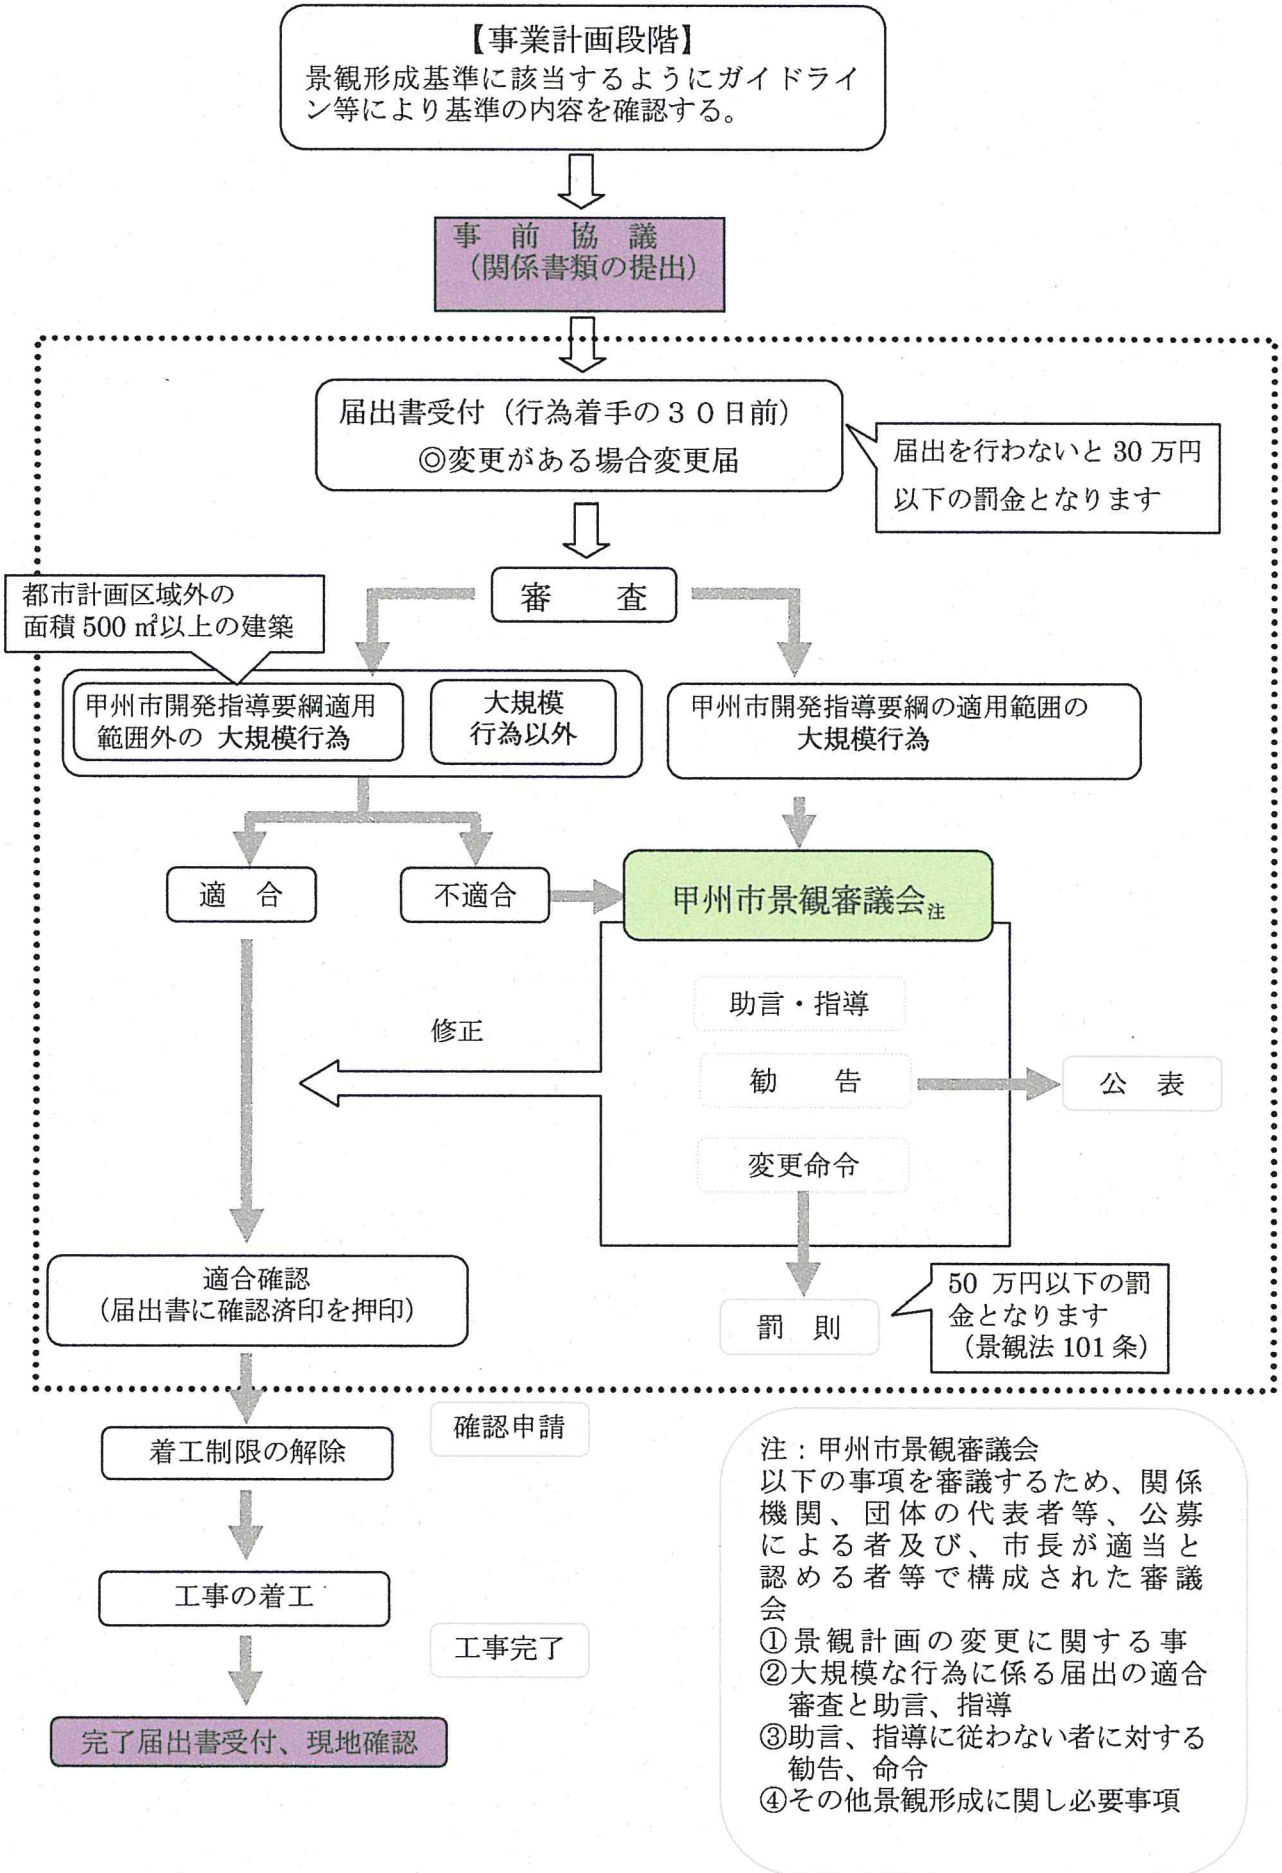 【事業計画段階】
景観形成基準に該当するようにガイドライ
ン等により基準の内容を確認する。
事　前　協　議
（関係書類の提出）
届出書受付（行為着手の３０日前）
◎変更がある場合変更届
届出を行わないと 30 万円
以下の罰金となります
審　　査
都市計画区域外の
面積 500 ㎡以上の建築
甲州市開発指導要綱適用
範囲外の 大規模行為
大規模
行為以外
甲州市開発指導要綱の適用範囲の
大規模行為
適　合
不適合
甲州市景観審議会注
助言・指導
修正
勧　　告
公　表
変更命令
適合確認
（届出書に確認済印を押印）
罰　則
50 万円以下の罰
金となります
（景観法 101 条）
確認申請
着工制限の解除
工事の着工
工事完了
完了届出書受付、現地確認
注：甲州市景観審議会
以下の事項を審議するため、関係
機関、団体の代表者等、公募
による者及び、市長が適当と
認める者等で構成された審議
会
①景観計画の変更に関する事
②大規模な行為に係る届出の適合
審査と助言、指導
③助言、指導に従わない者に対する
勧告、命令
④その他景観形成に関し必要事項